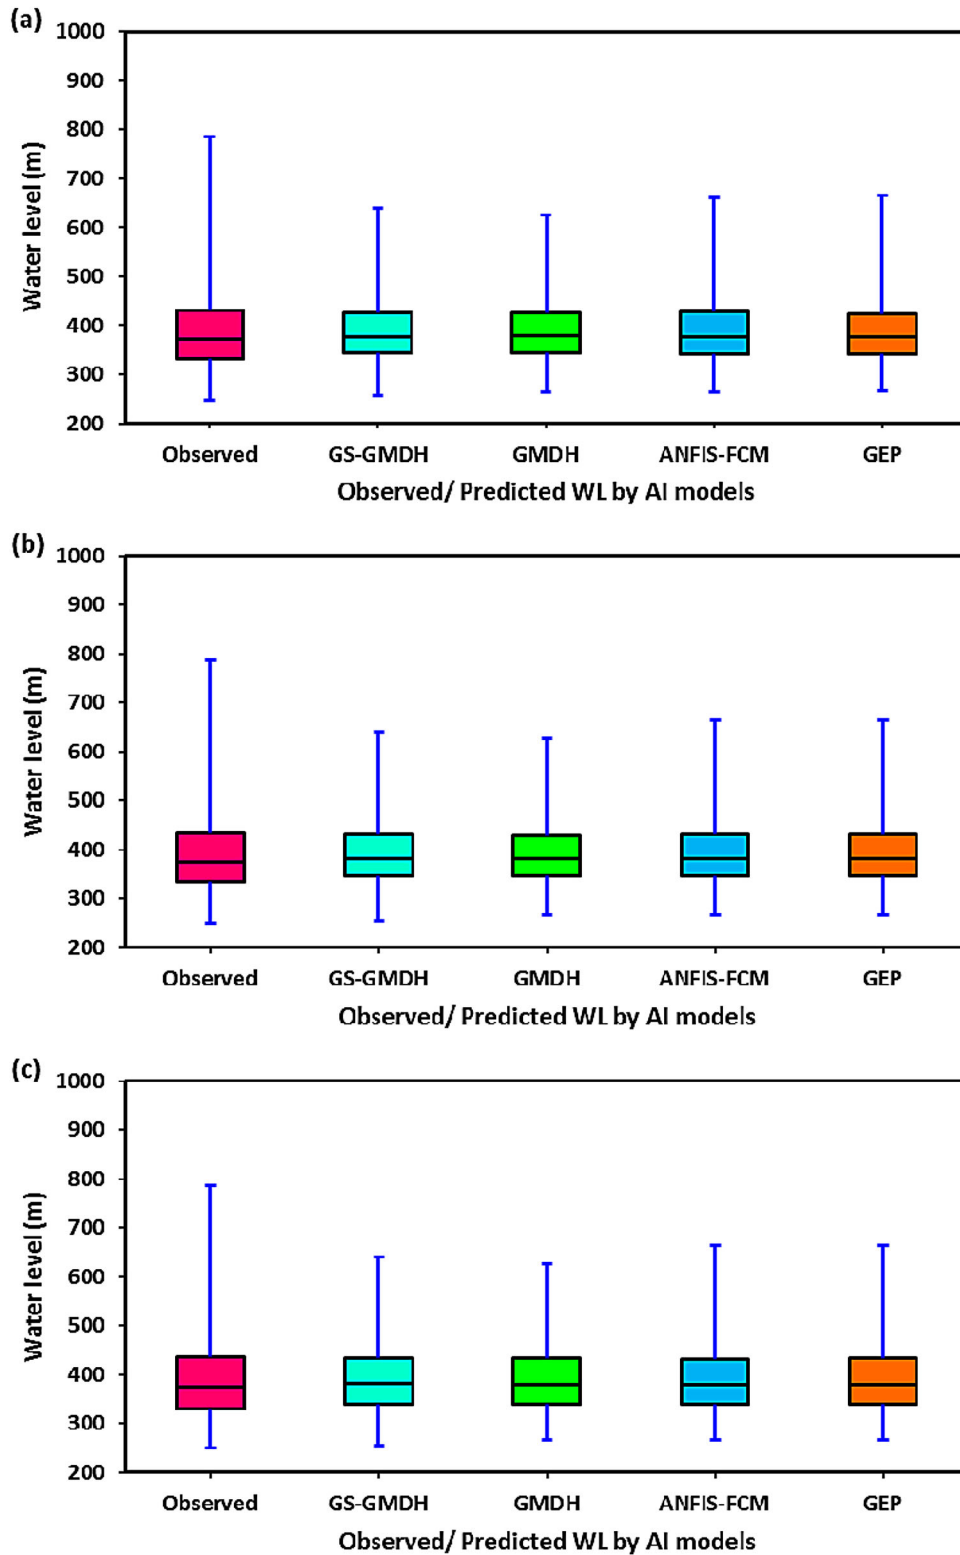 (a)
1000
900
800
700
600
500
400
300
200
Water level (m)
Observed GS-GMDH GMDH ANFIS-FCM GEP
Observed/ Predicted WL by AI models
(b)
1000
900
800
700
600
500
400
300
200
Water level (m)
Observed GS-GMDH GMDH ANFIS-FCM GEP
Observed/ Predicted WL by AI models
(c)
1000
900
800
700
600
500
400
300
200
Water level (m)
Observed GS-GMDH GMDH ANFIS-FCM GEP
Observed/ Predicted WL by AI models